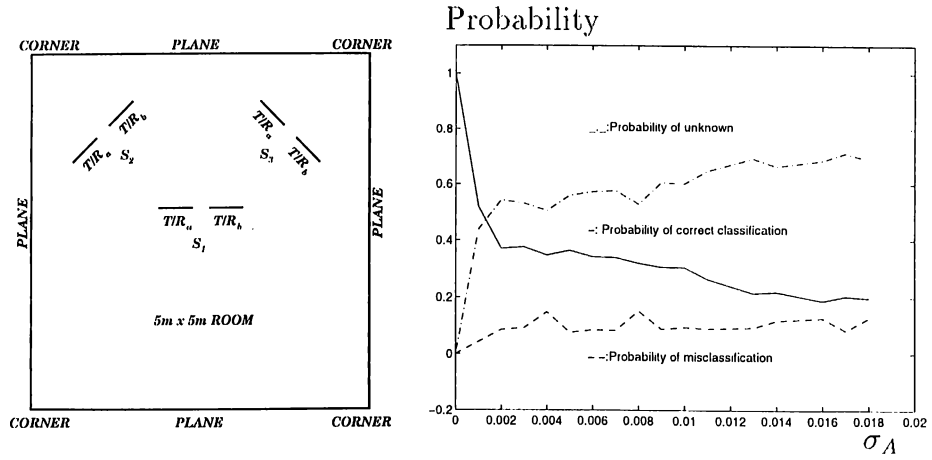 CORNER PLANE CORNER
T/R_b
T/R_a
S_2
T/R_a
T/R_b
S_3
PLANE
PLANE
T/R_a T/R_b
S_1
5m x 5m ROOM
CORNER PLANE CORNER
Probability
1
0.8
0.6
0.4
0.2
0
−0.2
_._:Probability of unknown
−: Probability of correct classification
−−:Probability of misclassification
0 0.002 0.004 0.006 0.008 0.01 0.012 0.014 0.016 0.018 0.02
σ_A